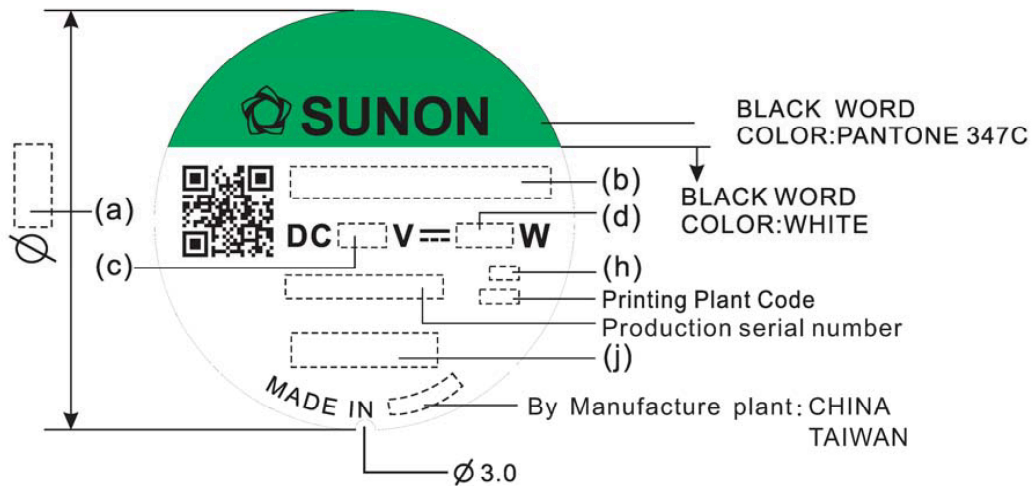 SUNON
BLACK WORD
COLOR:PANTONE 347C
(a)
Ø
(b)
BLACK WORD
COLOR:WHITE
(d)
DC V⎓ W
(c)
(h)
Printing Plant Code
Production serial number
(j)
MADE IN
By Manufacture plant: CHINA
TAIWAN
Ø3.0